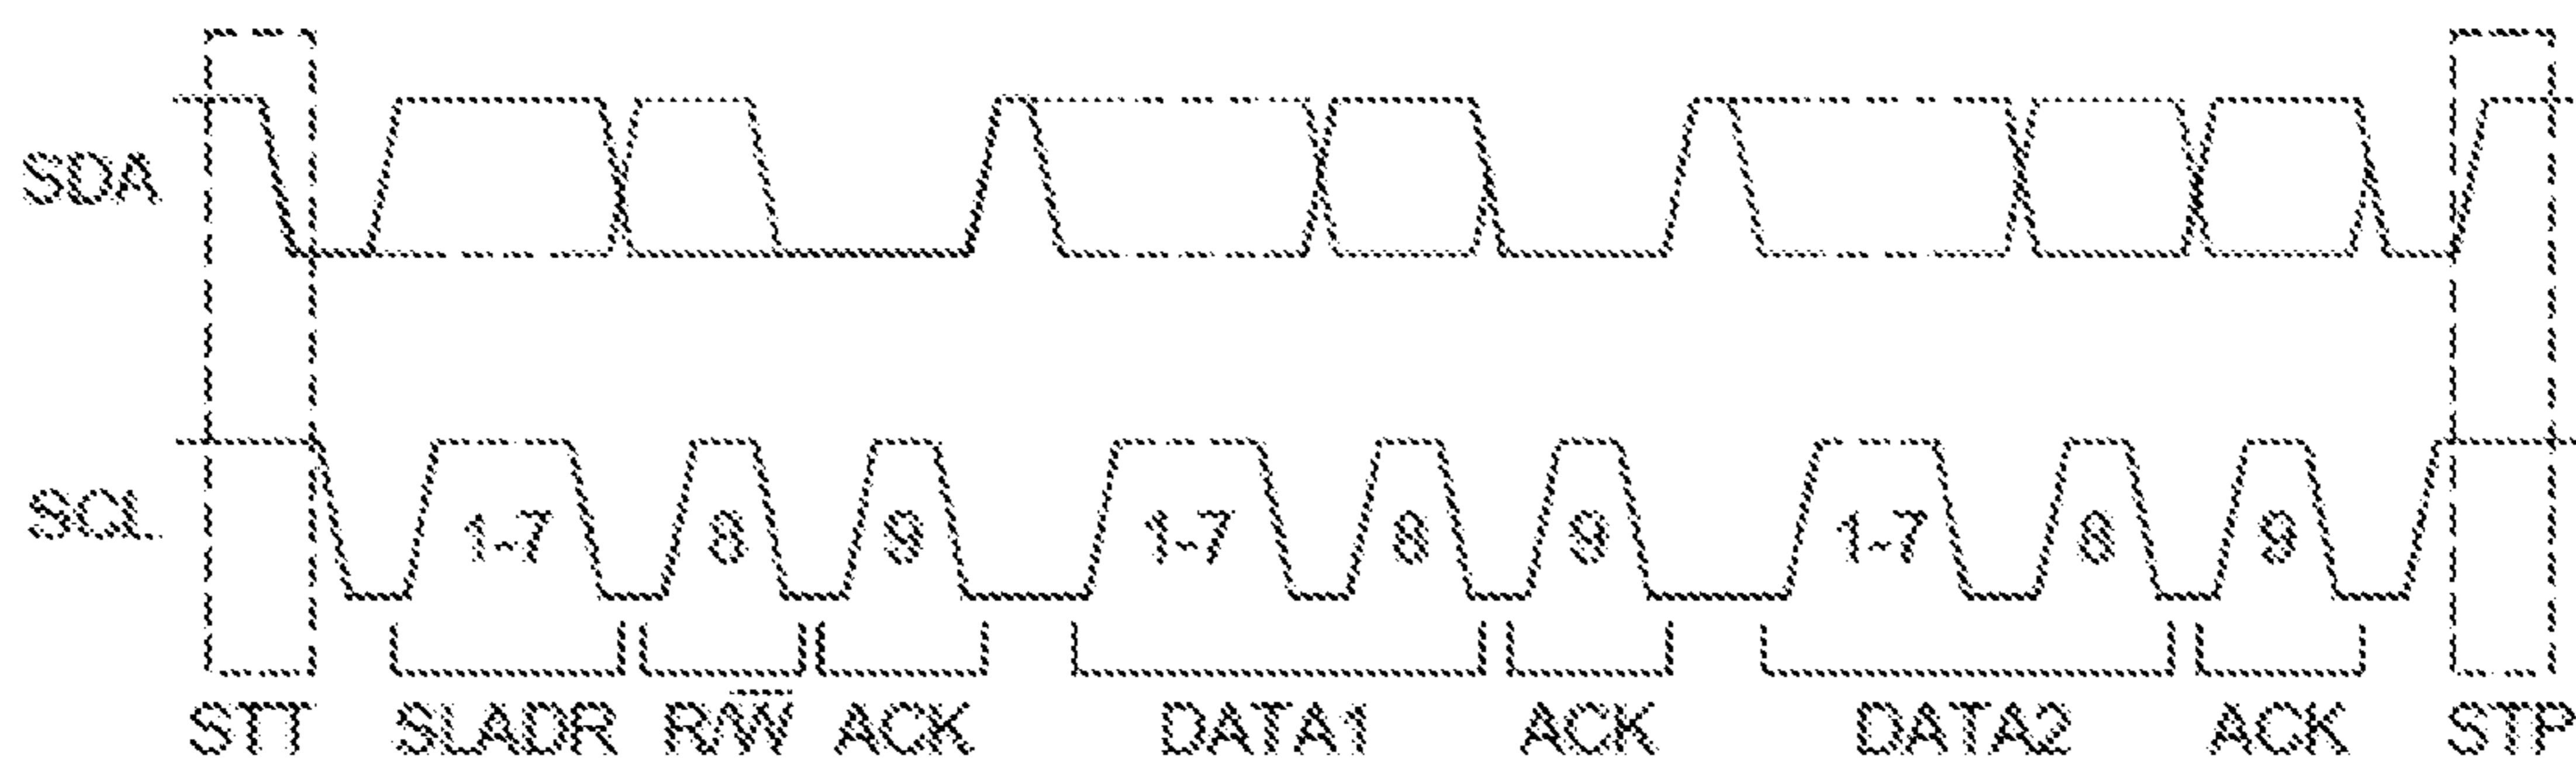 SDA
SCL 1-7 8 9 1-7 8 9 1-7 8 9
STT SLADR R/W̅ ACK DATA1 ACK DATA2 ACK STP